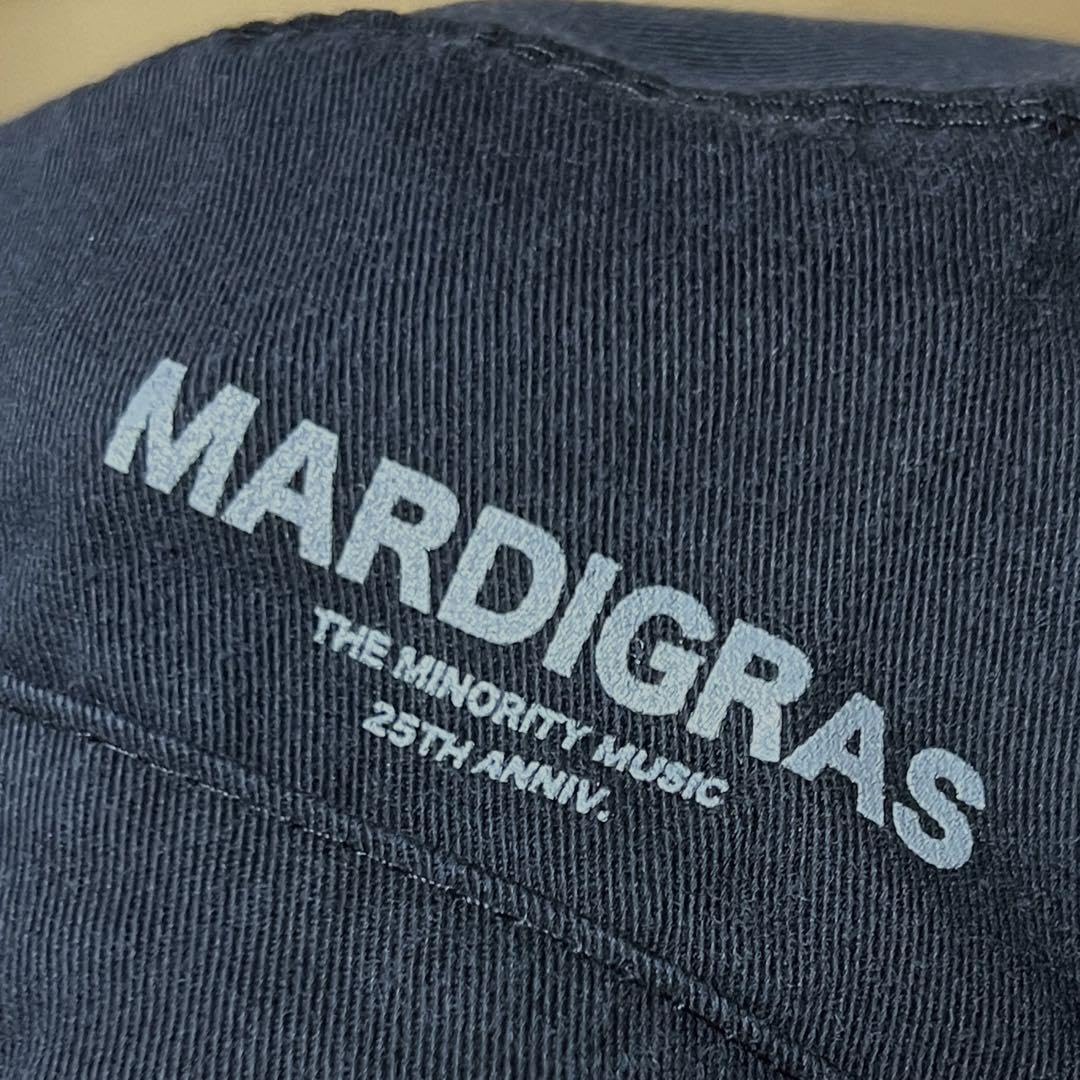 MARDIGRAS
THE MINORITY MUSIC
25TH ANNIV.